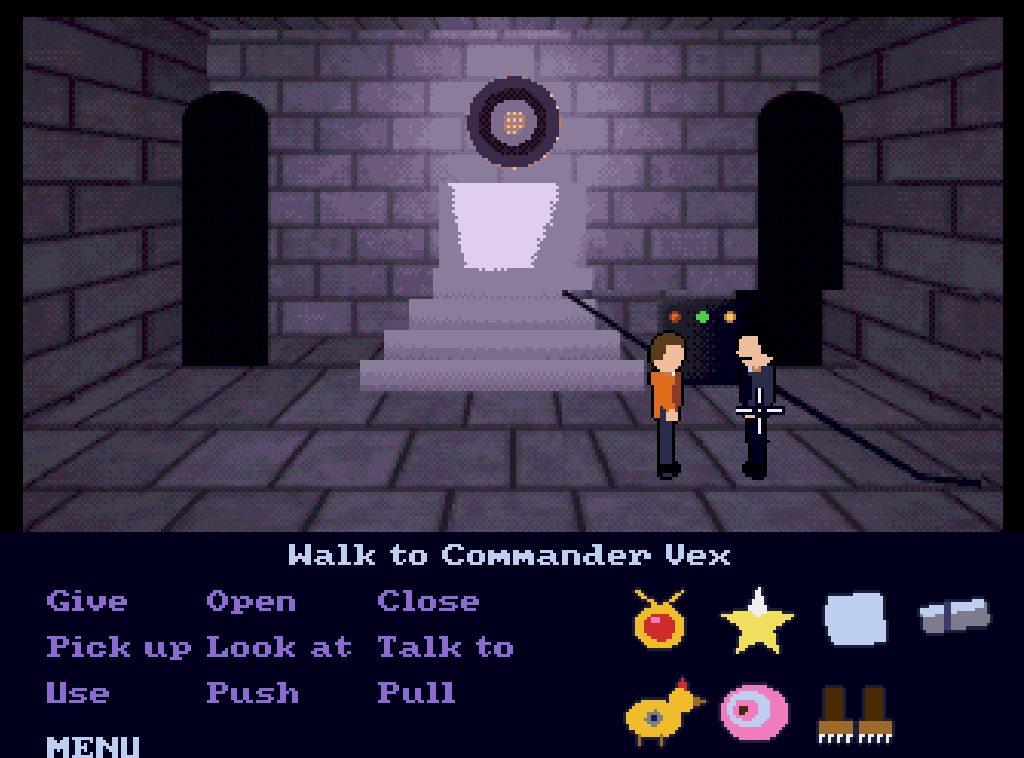 Walk to Commander Vex
Give Open Close
Pick up Look at Talk to
Use Push Pull
MENU